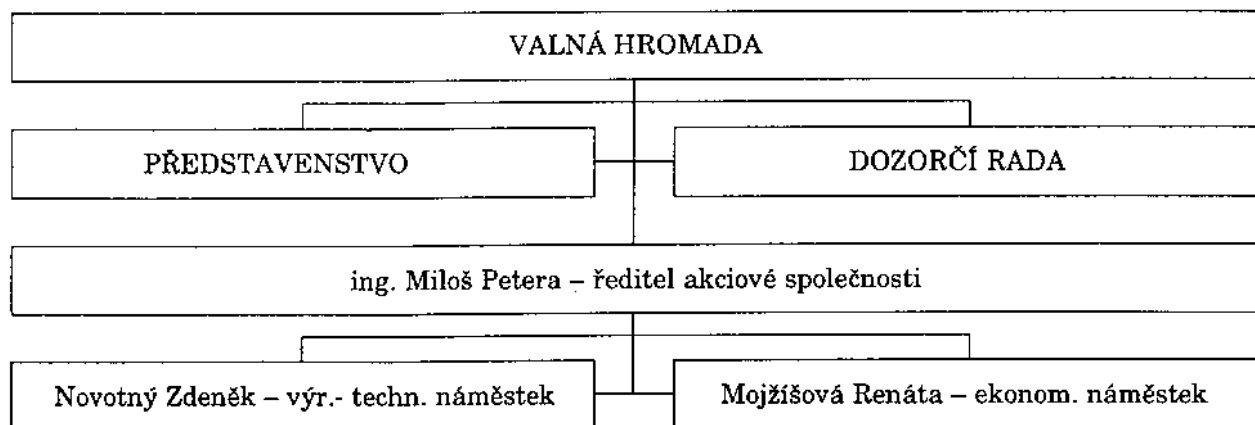 VALNÁ HROMADA
PŘEDSTAVENSTVO
DOZORČÍ RADA
ing. Miloš Petera – ředitel akciové společnosti
Novotný Zdeněk – výr.- techn. náměstek
Mojžíšová Renáta – ekonom. náměstek